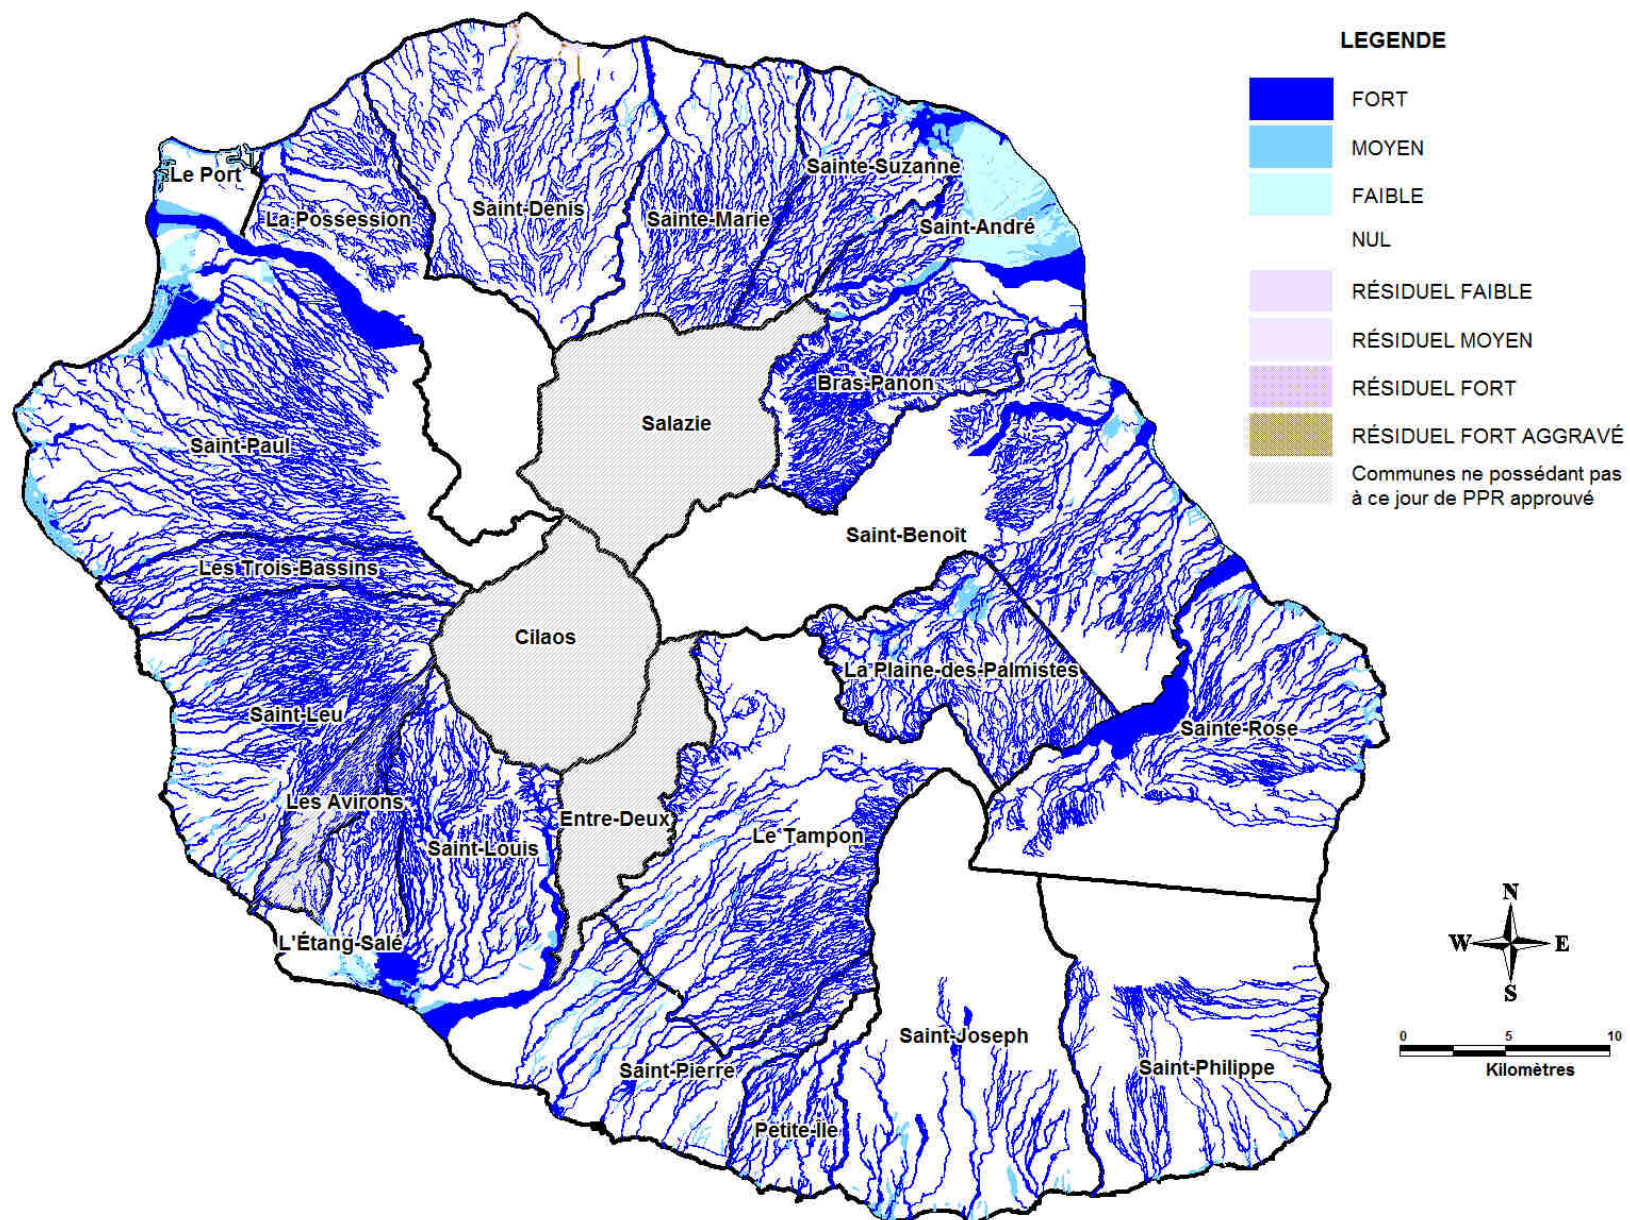 LEGENDE
FORT
MOYEN
FAIBLE
NUL
RÉSIDUEL FAIBLE
RÉSIDUEL MOYEN
RÉSIDUEL FORT
RÉSIDUEL FORT AGGRAVÉ
Communes ne possédant pas
à ce jour de PPR approuvé
Le Port
La Possession
Saint-Denis
Sainte-Marie
Sainte-Suzanne
Saint-André
Bras-Panon
Salazie
Saint-Paul
Saint-Benoît
Les Trois-Bassins
Cilaos
La Plaine-des-Palmistes
Saint-Leu
Sainte-Rose
Les Avirons
Entre-Deux
Saint-Louis
Le Tampon
L'Étang-Salé
Saint-Joseph
Saint-Pierre
Saint-Philippe
Petite-Île
N
W E
S
0 5 10
Kilomètres